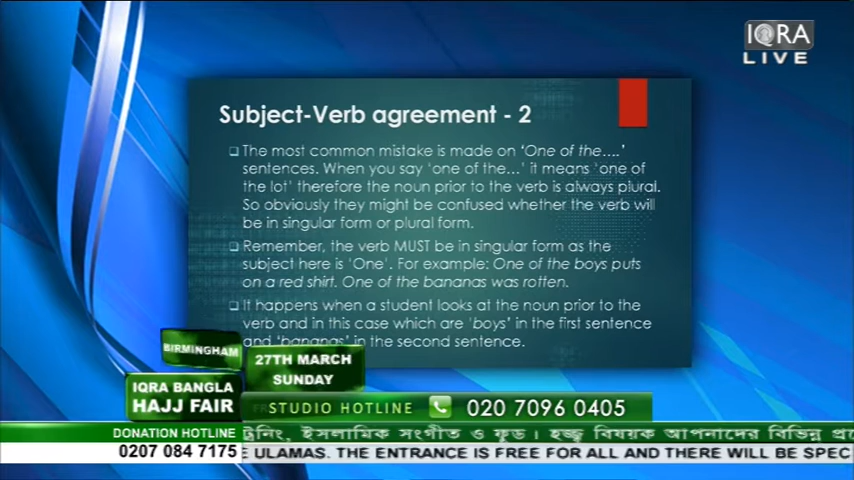 IQRA
LIVE
Subject-Verb agreement - 2
The most common mistake is made on ‘One of the....’
sentences. When you say ‘one of the...’ it means ‘one of
the lot’ therefore the noun prior to the verb is always plural.
So obviously they might be confused whether the verb will
be in singular form or plural form.
Remember, the verb MUST be in singular form as the
subject here is ‘One’. For example: One of the boys puts
on a red shirt. One of the bananas was rotten.
It happens when a student looks at the noun prior to the
verb and in this case which are ‘boys’ in the first sentence
and ‘bananas’ in the second sentence.
BIRMINGHAM
27TH MARCH
SUNDAY
IQRA BANGLA
HAJJ FAIR
STUDIO HOTLINE 020 7096 0405
DONATION HOTLINE
ট্রনিং, ইসলামিক সংগীত ও ফুড। হজ্ব বিষয়ক আপনাদের বিভিন্ন
0207 084 7175
E ULAMAS. THE ENTRANCE IS FREE FOR ALL AND THERE WILL BE SPEC